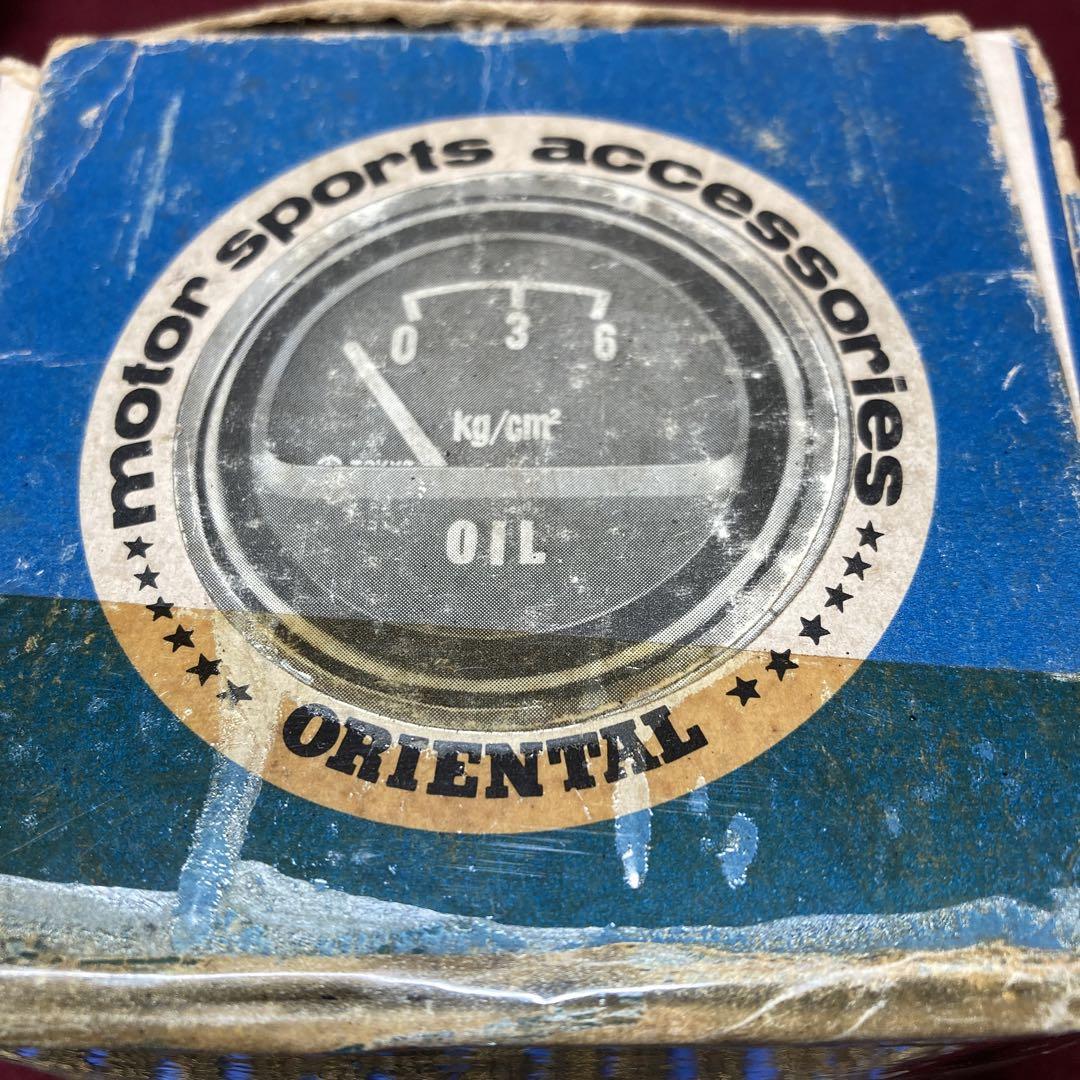 motor sports accessories
0 3 6
kg/cm²
OIL
ORIENTAL